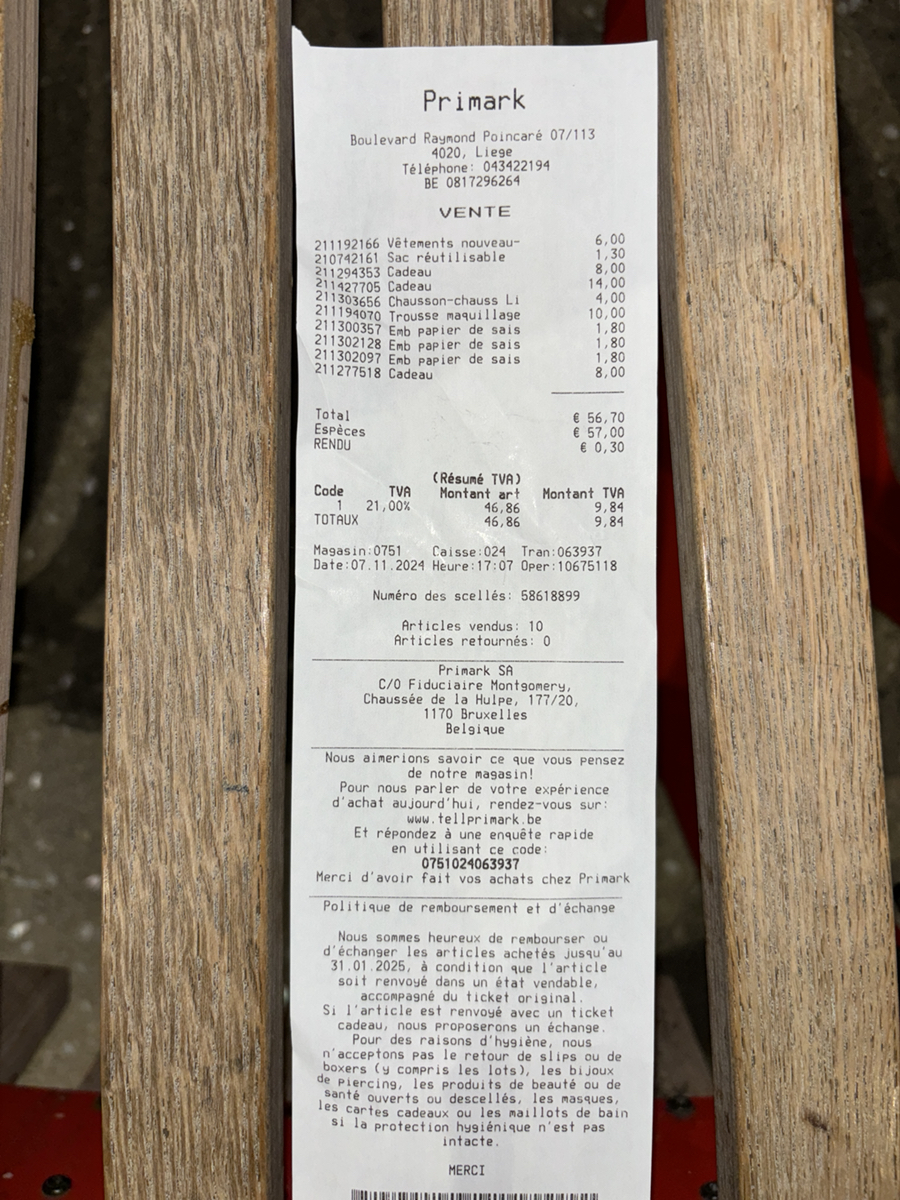 Primark
Boulevard Raymond Poincaré 07/113
4020, Liege
Téléphone: 043422194
BE 0817296264
VENTE
211192166 Vêtements nouveau- 6,00
210742161 Sac réutilisable 1,30
211294353 Cadeau 8,00
211427705 Cadeau 14,00
211303656 Chausson-chauss Li 4,00
211194070 Trousse maquillage 10,00
211300357 Emb papier de sais 1,80
211302128 Emb papier de sais 1,80
211302097 Emb papier de sais 1,80
211277518 Cadeau 8,00
Total € 56,70
Espèces € 57,00
RENDU € 0,30
(Résumé TVA)
Code TVA Montant art Montant TVA
1 21,00% 46,86 9,84
TOTAUX 46,86 9,84
Magasin:0751 Caisse:024 Tran:063937
Date:07.11.2024 Heure:17:07 Oper:10675118
Numéro des scellés: 58618899
Articles vendus: 10
Articles retournés: 0
Primark SA
C/O Fiduciaire Montgomery,
Chaussée de la Hulpe, 177/20,
1170 Bruxelles
Belgique
Nous aimerions savoir ce que vous pensez
de notre magasin!
Pour nous parler de votre expérience
d'achat aujourd'hui, rendez-vous sur:
www.tellprimark.be
Et répondez à une enquête rapide
en utilisant ce code:
0751024063937
Merci d'avoir fait vos achats chez Primark
Politique de remboursement et d'échange
Nous sommes heureux de rembourser ou
d'échanger les articles achetés jusqu'au
31.01.2025, à condition que l'article
soit renvoyé dans un état vendable,
accompagné du ticket original.
Si l'article est renvoyé avec un ticket
cadeau, nous proposerons un échange.
Pour des raisons d'hygiène, nous
n'acceptons pas le retour de slips ou de
boxers (y compris les lots), les bijoux
de piercing, les produits de beauté ou de
santé ouverts ou descellés, les masques,
les cartes cadeaux ou les maillots de bain
si la protection hygiénique n'est pas
intacte.
MERCI